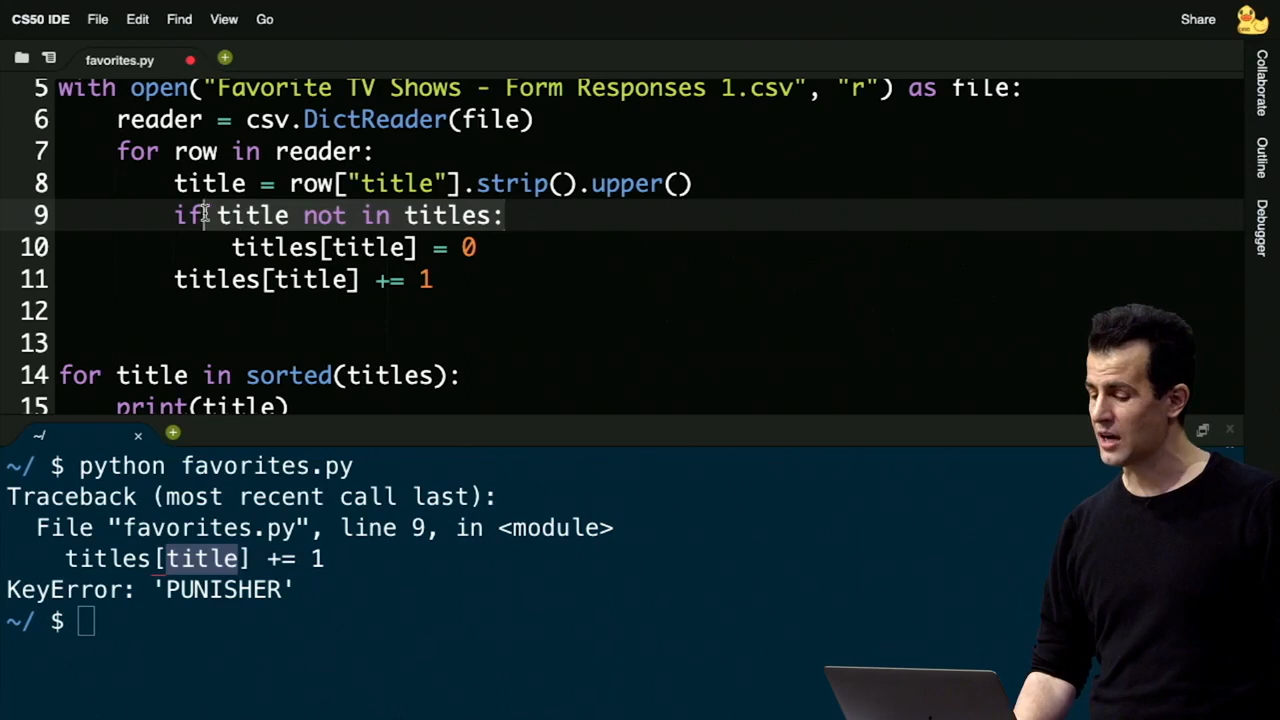 CS50 IDE File Edit Find View Go Share
favorites.py
Collaborate
Outline
Debugger
5 with open("Favorite TV Shows - Form Responses 1.csv", "r") as file:
6 reader = csv.DictReader(file)
7 for row in reader:
8 title = row["title"].strip().upper()
9 if title not in titles:
10 titles[title] = 0
11 titles[title] += 1
12
13
14 for title in sorted(titles):
15 print(title)
~/
~/ $ python favorites.py
Traceback (most recent call last):
File "favorites.py", line 9, in <module>
titles[title] += 1
KeyError: 'PUNISHER'
~/ $